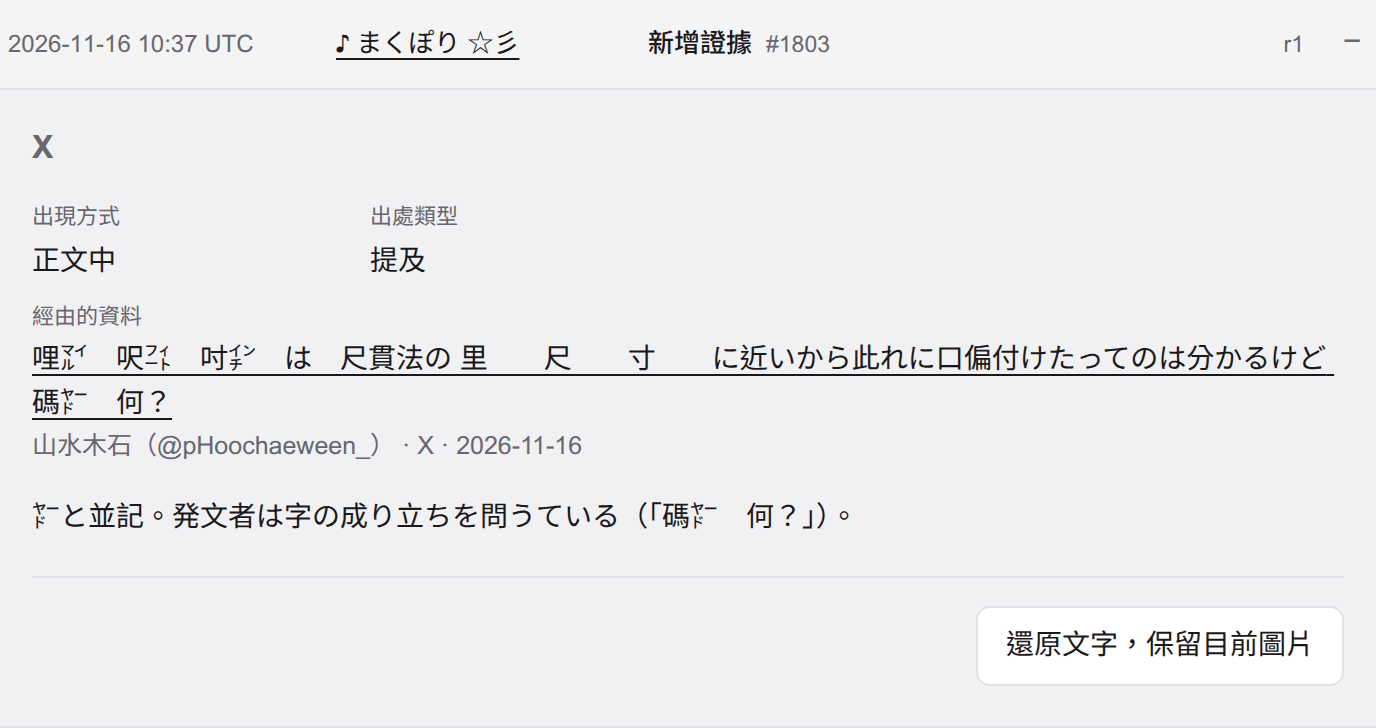 2026-11-16 10:37 UTC ♪ まくぽり ☆彡 新增證據 #1803 r1 −
X
出現方式 出處類型
正文中 提及
經由的資料
哩マイル 呎フィート 吋インチ は 尺貫法の 里 尺 寸 に近いから此れに口偏付けたってのは分かるけど
碼ヤード 何？
山水木石（@pHoochaeween_） · X · 2026-11-16
ヤードと並記。発文者は字の成り立ちを問うている（「碼ヤード 何？」）。
還原文字，保留目前圖片